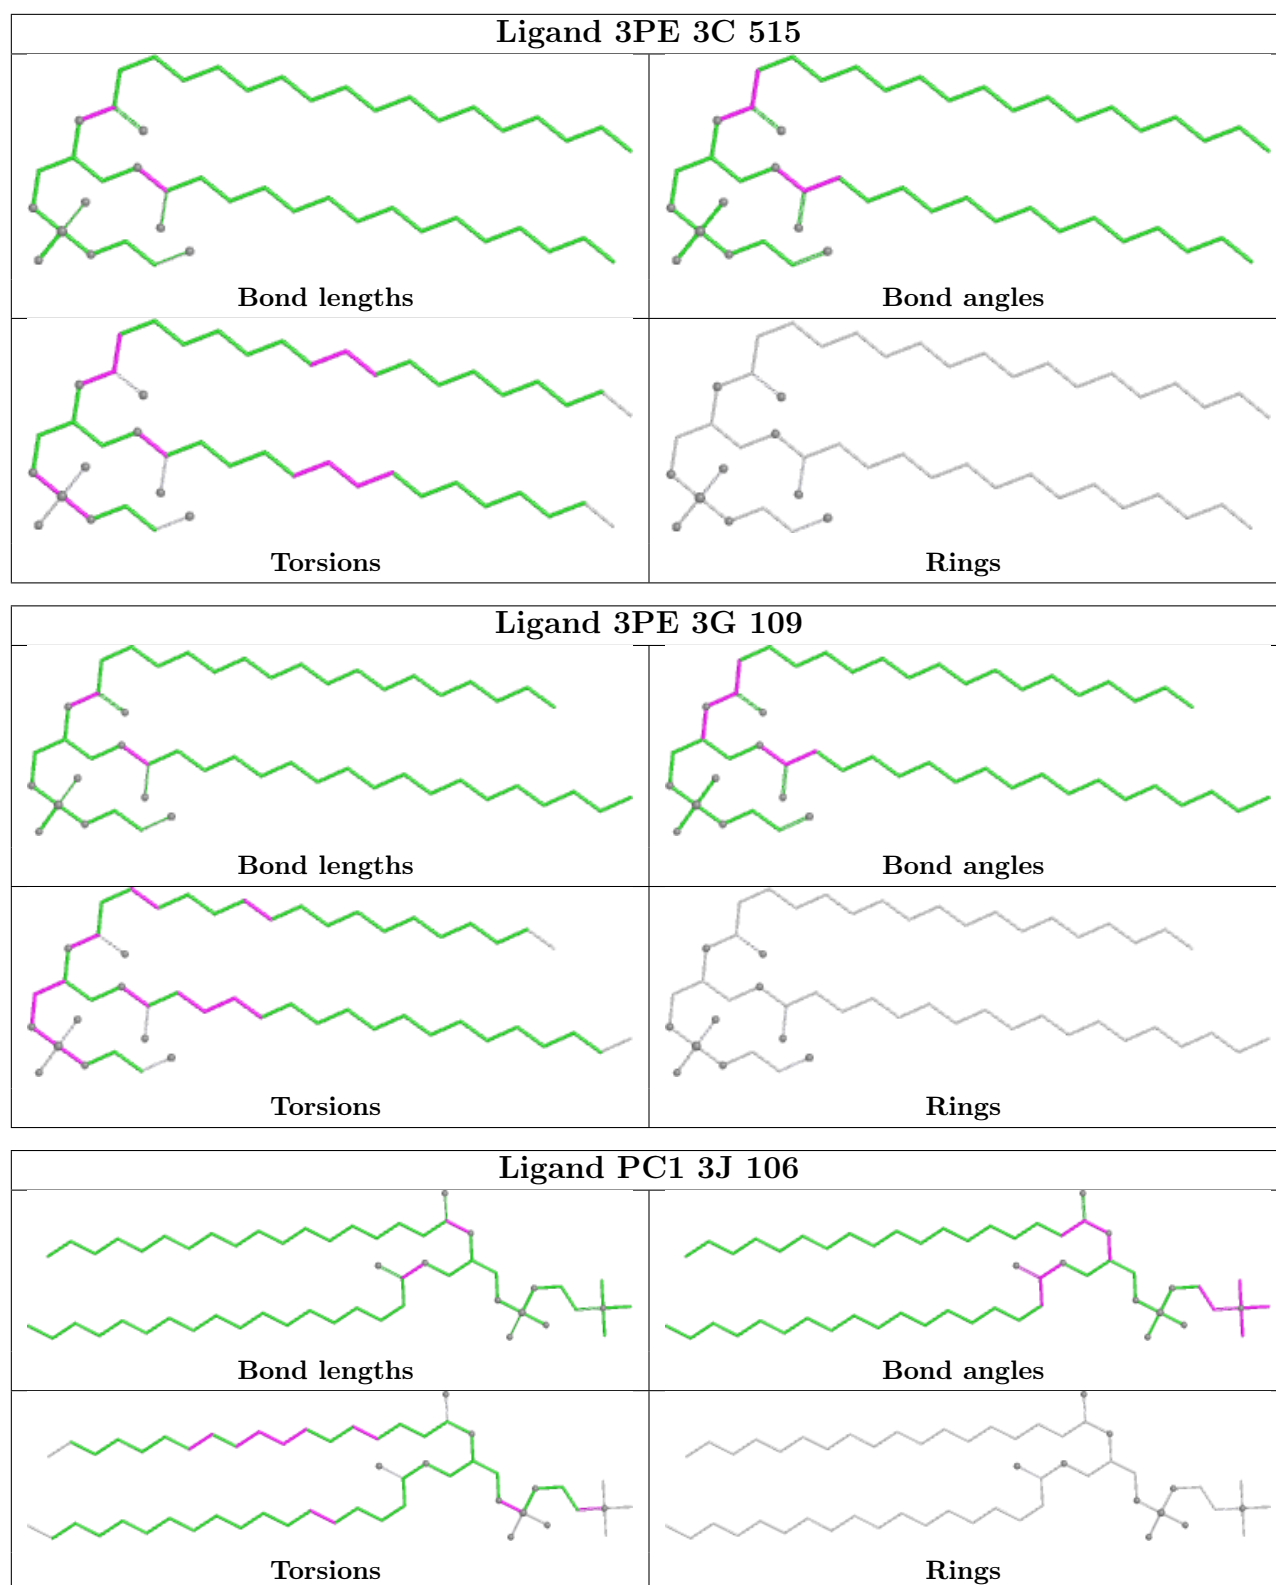 Ligand 3PE 3C 515
Bond lengths
Bond angles
Torsions
Rings
Ligand 3PE 3G 109
Bond lengths
Bond angles
Torsions
Rings
Ligand PC1 3J 106
Bond lengths
Bond angles
Torsions
Rings